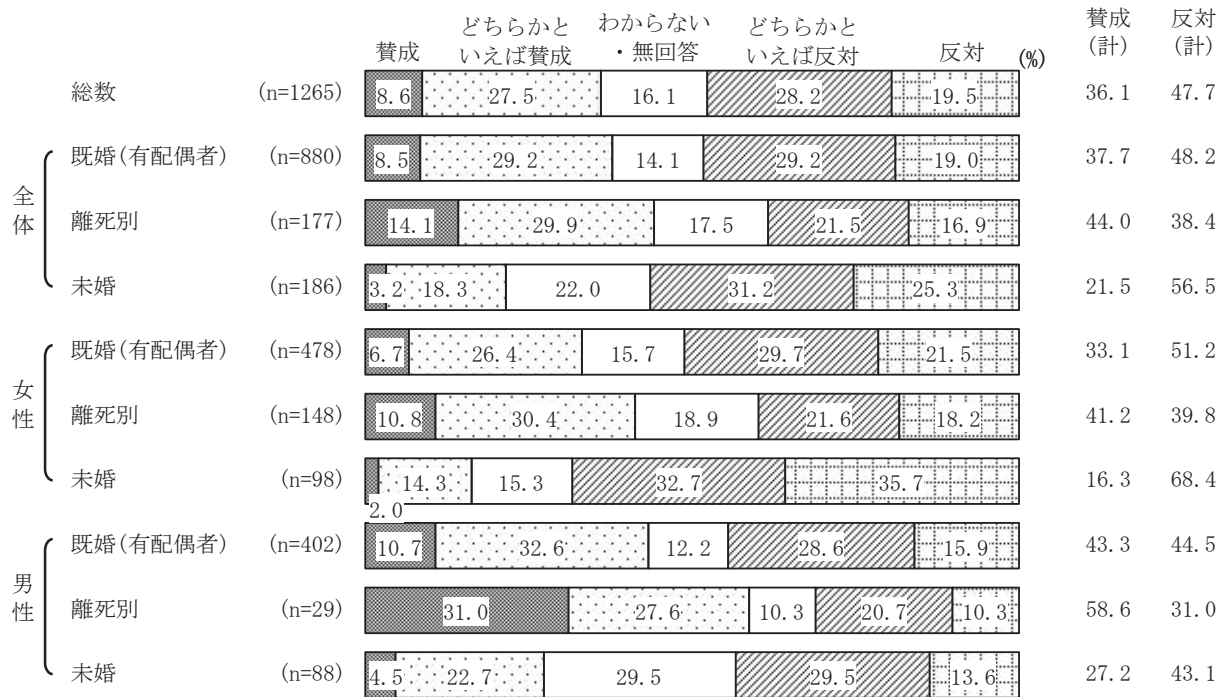 賛成 どちらかと いえば賛成 わからない ・無回答 どちらかと いえば反対 反対 (%) 賛成 (計) 反対 (計)
総数 (n=1265) 8.6 27.5 16.1 28.2 19.5 36.1 47.7
全体
既婚(有配偶者) (n=880) 8.5 29.2 14.1 29.2 19.0 37.7 48.2
離死別 (n=177) 14.1 29.9 17.5 21.5 16.9 44.0 38.4
未婚 (n=186) 3.2 18.3 22.0 31.2 25.3 21.5 56.5
女性
既婚(有配偶者) (n=478) 6.7 26.4 15.7 29.7 21.5 33.1 51.2
離死別 (n=148) 10.8 30.4 18.9 21.6 18.2 41.2 39.8
未婚 (n=98) 2.0 14.3 15.3 32.7 35.7 16.3 68.4
男性
既婚(有配偶者) (n=402) 10.7 32.6 12.2 28.6 15.9 43.3 44.5
離死別 (n=29) 31.0 27.6 10.3 20.7 10.3 58.6 31.0
未婚 (n=88) 4.5 22.7 29.5 29.5 13.6 27.2 43.1